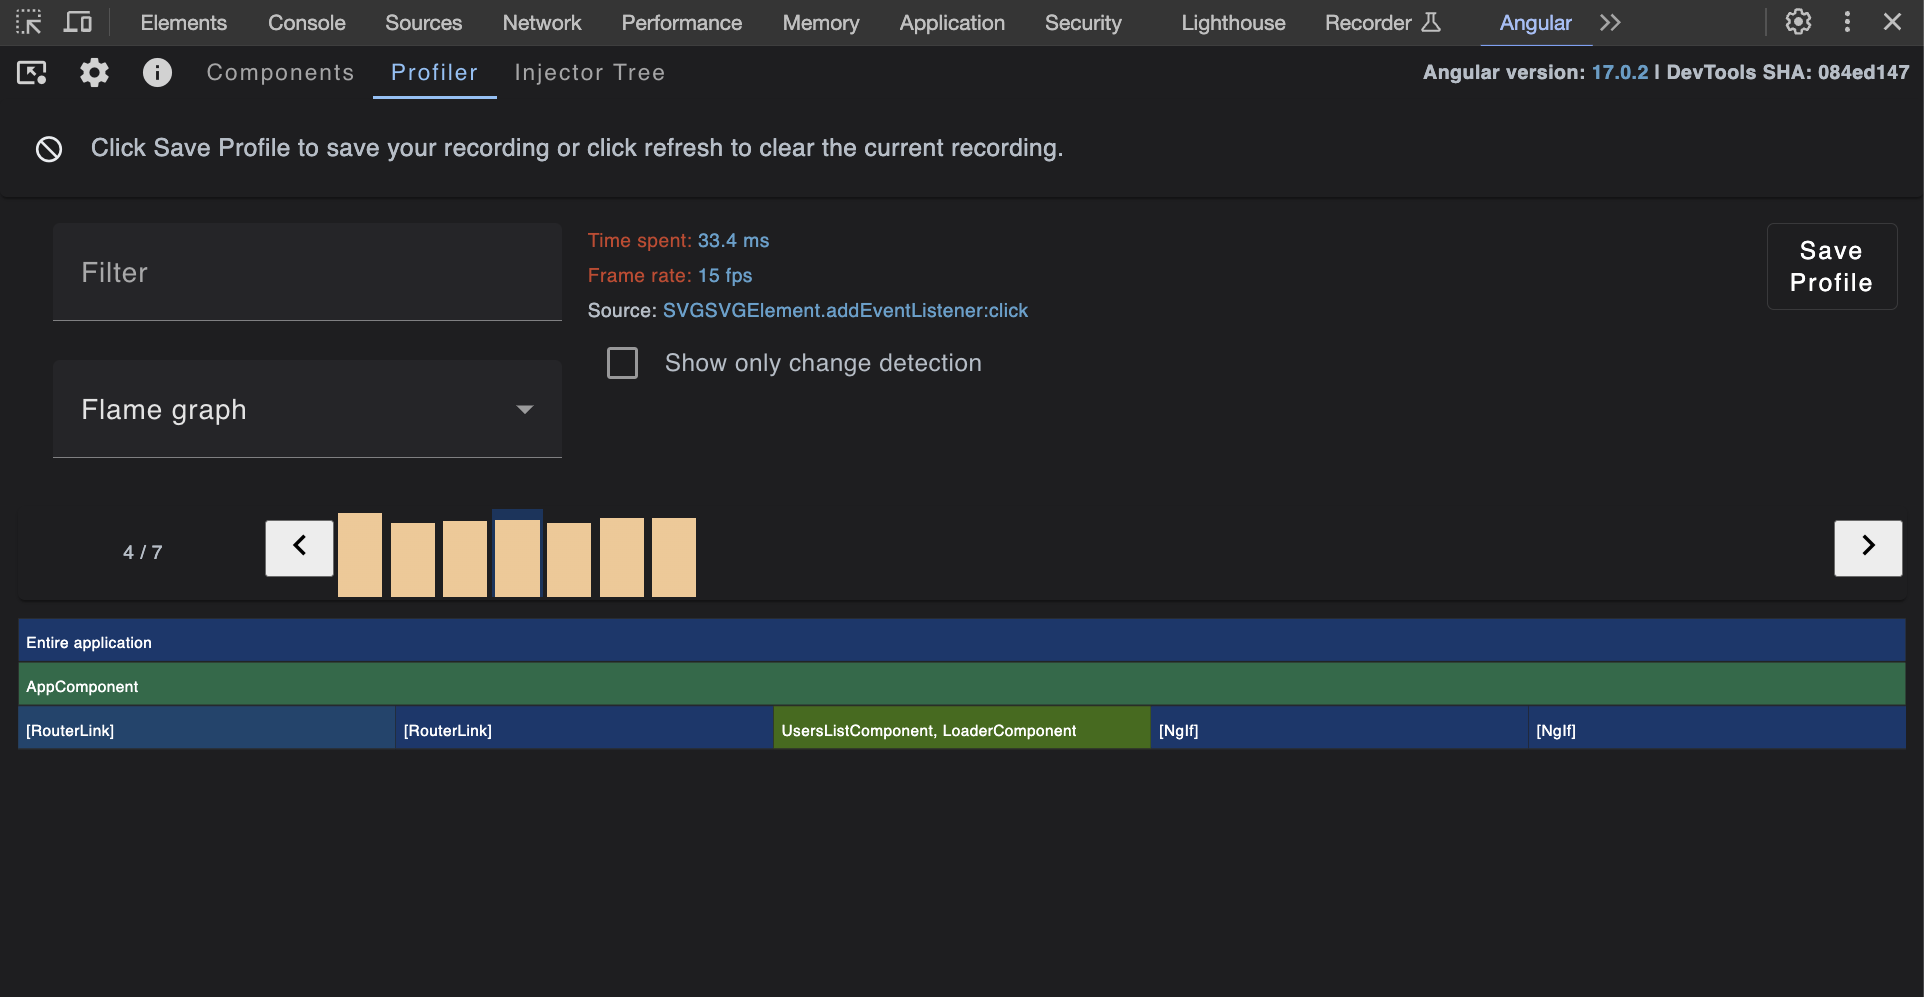 Elements Console Sources Network Performance Memory Application Security Lighthouse Recorder Angular
Components Profiler Injector Tree Angular version: 17.0.2 | DevTools SHA: 084ed147
Click Save Profile to save your recording or click refresh to clear the current recording.
Filter
Time spent: 33.4 ms
Frame rate: 15 fps
Source: SVGSVGElement.addEventListener:click
Save
Profile
Show only change detection
Flame graph
4 / 7
Entire application
AppComponent
[RouterLink] [RouterLink] UsersListComponent, LoaderComponent [NgIf] [NgIf]